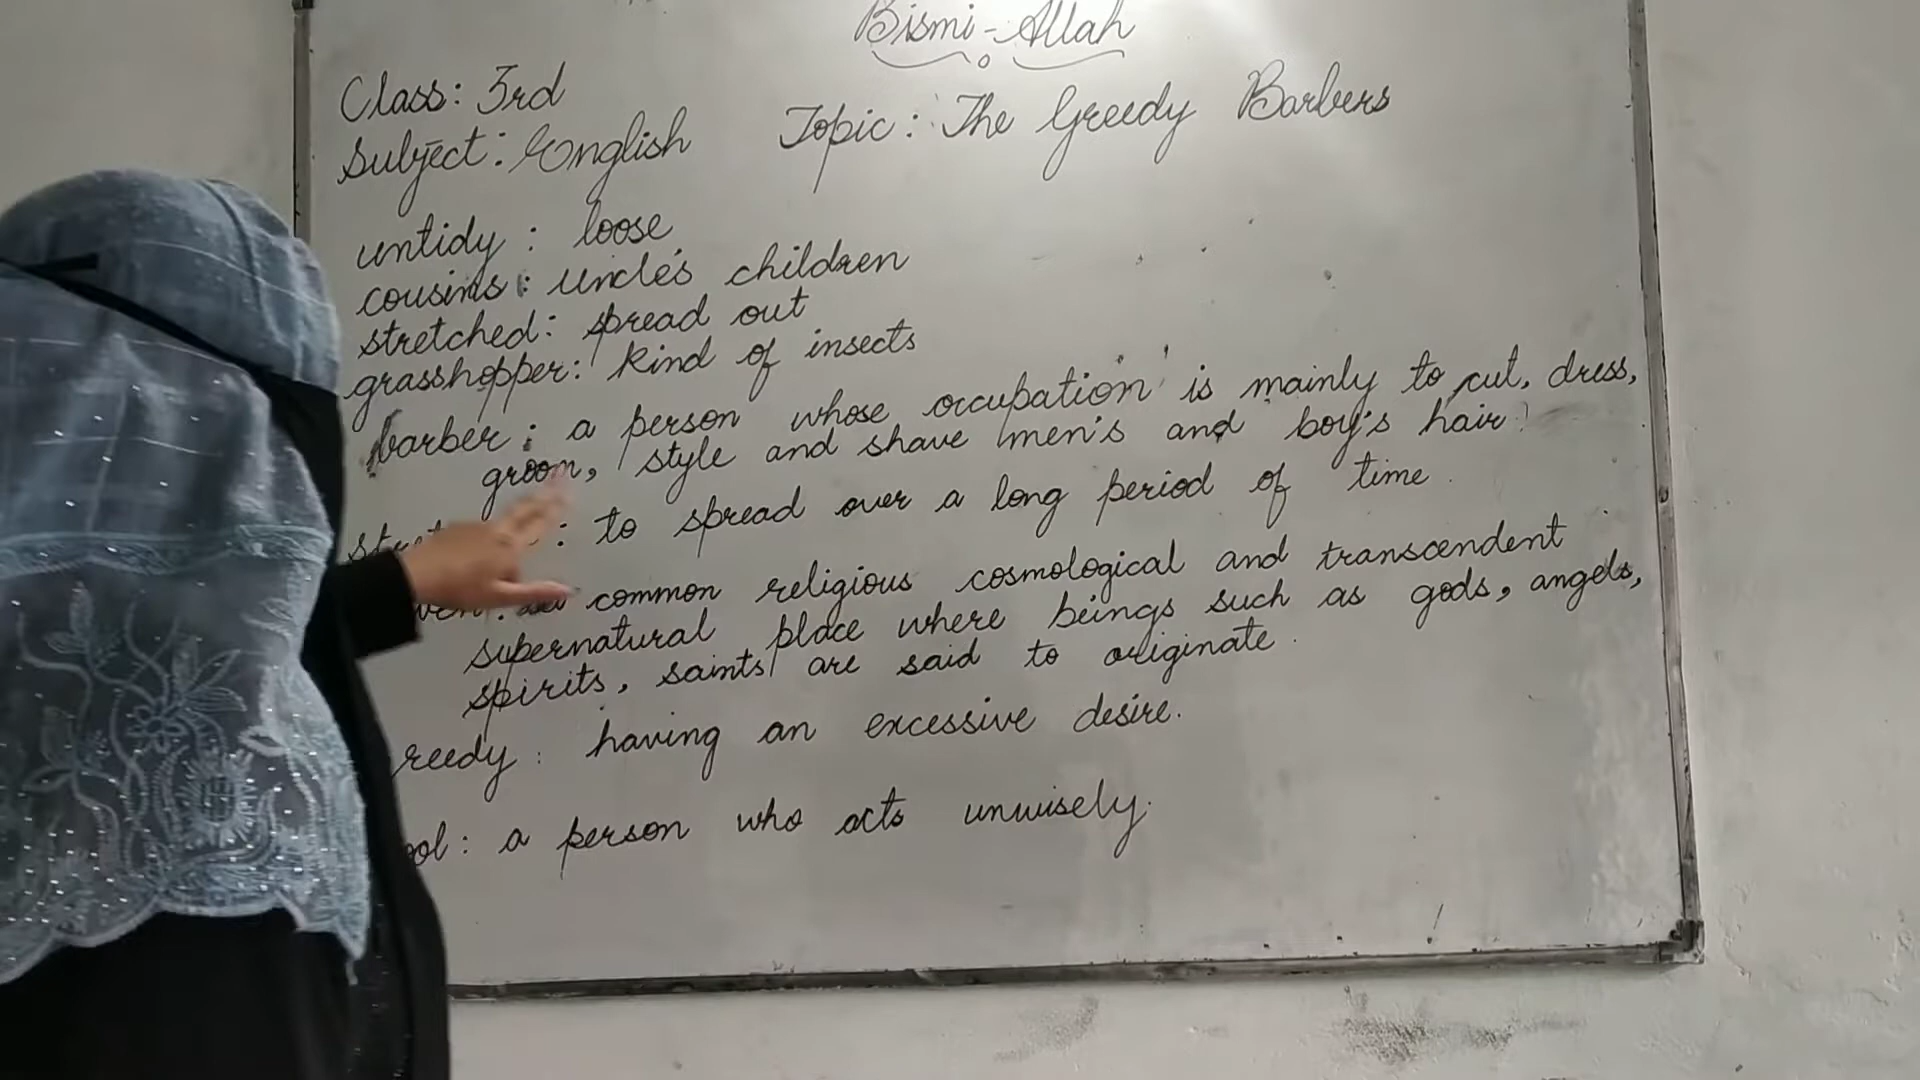 Bismi-Allah
Class: 3rd
Subject: English Topic: The Greedy Barbers
untidy : loose
cousins : Uncle's children
stretched : spread out
grasshopper : kind of insects
barber : a person whose occupation is mainly to cut, dress,
groom, style and shave men's and boy's hair.
: to spread over a long period of time.
common religious cosmological and transcendent
supernatural place where beings such as gods, angels,
spirits, saints are said to originate.
reedy : having an excessive desire.
ool : a person who acts unwisely.